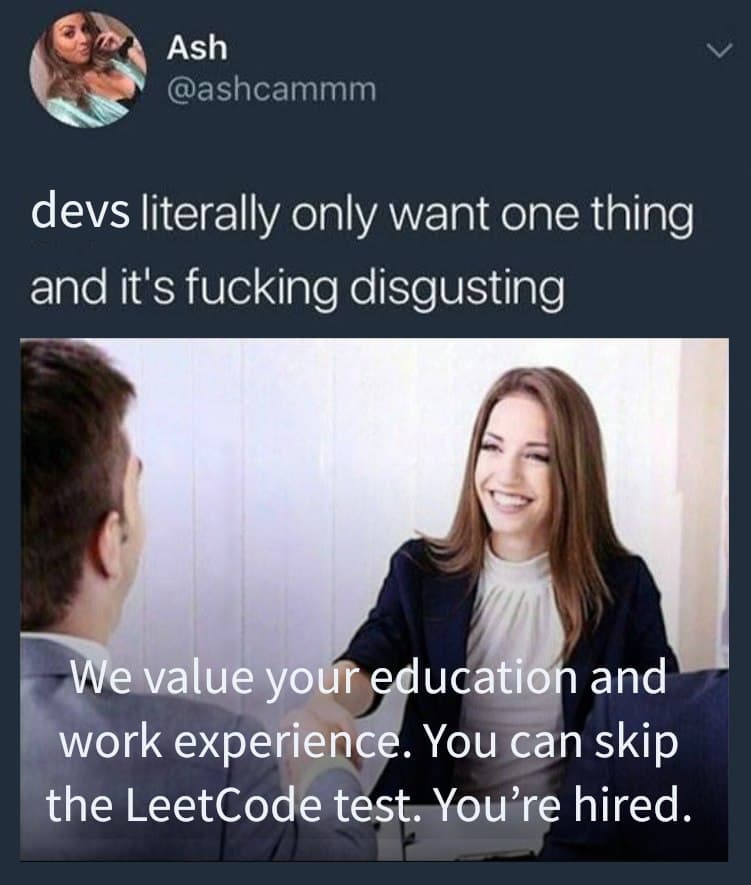 Ash
@ashcammm
devs literally only want one thing
and it's fucking disgusting
We value your education and
work experience. You can skip
the LeetCode test. You’re hired.